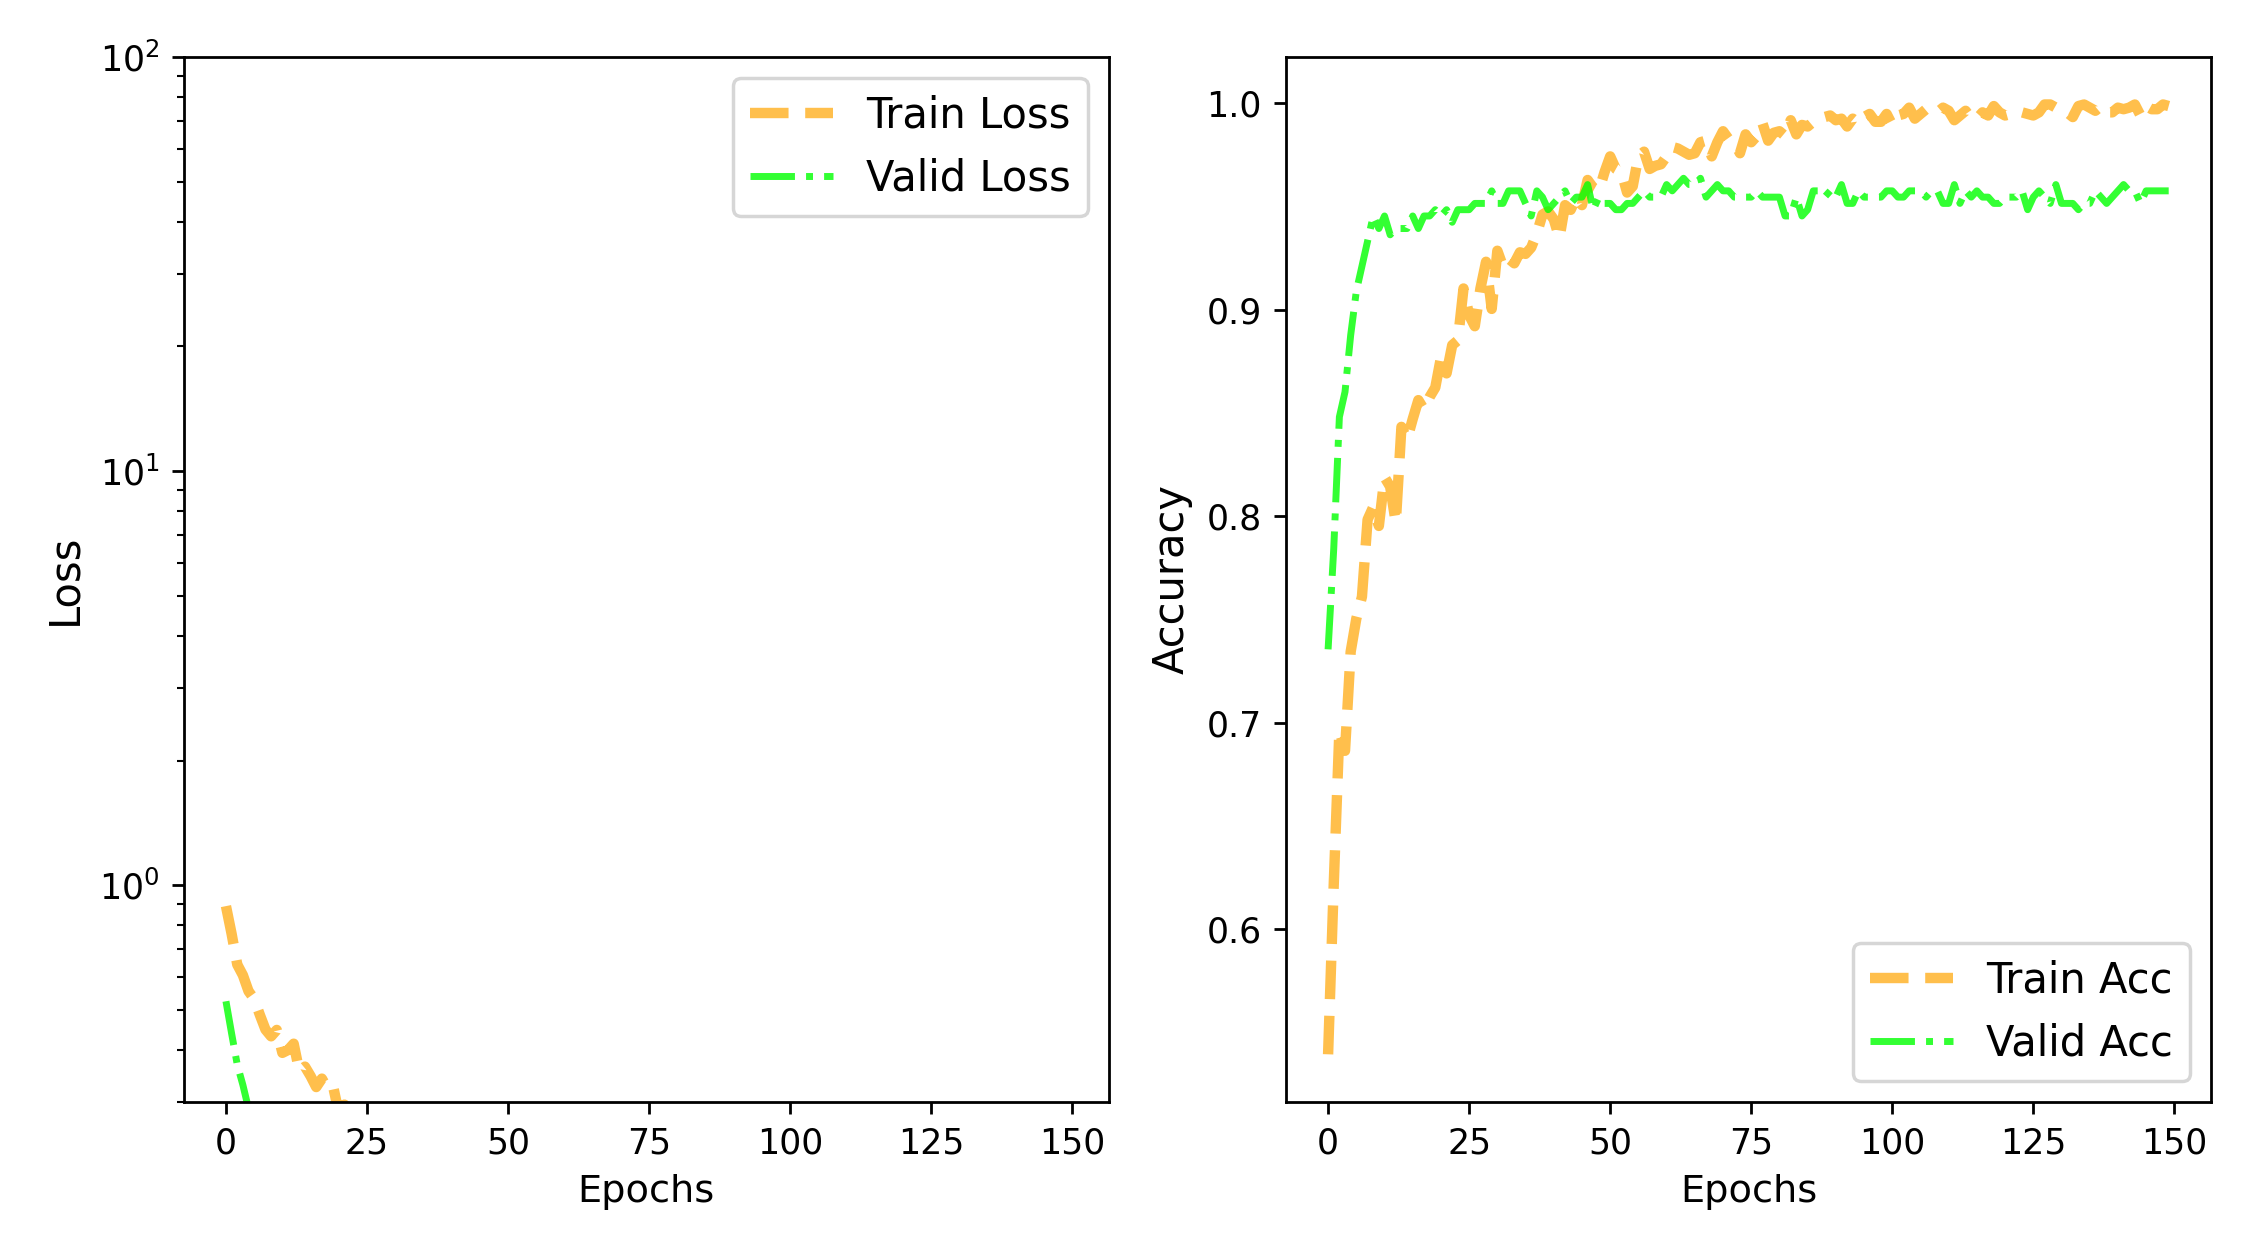 10²
10¹
10⁰
Loss
0 25 50 75 100 125 150
Epochs
Train Loss
Valid Loss
1.0
0.9
0.8
0.7
0.6
Accuracy
0 25 50 75 100 125 150
Epochs
Train Acc
Valid Acc